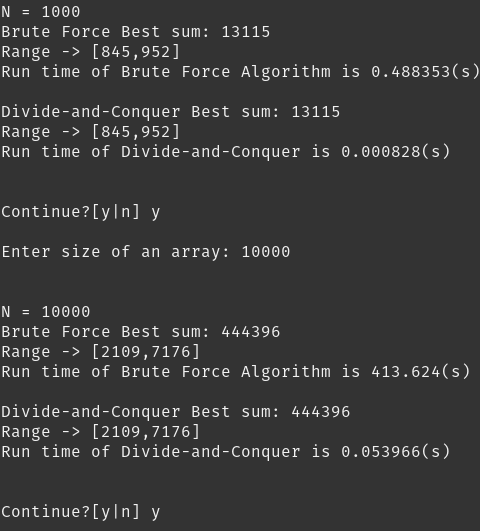 N = 1000
Brute Force Best sum: 13115
Range -> [845,952]
Run time of Brute Force Algorithm is 0.488353(s)
Divide-and-Conquer Best sum: 13115
Range -> [845,952]
Run time of Divide-and-Conquer is 0.000828(s)
Continue?[y|n] y
Enter size of an array: 10000
N = 10000
Brute Force Best sum: 444396
Range -> [2109,7176]
Run time of Brute Force Algorithm is 413.624(s)
Divide-and-Conquer Best sum: 444396
Range -> [2109,7176]
Run time of Divide-and-Conquer is 0.053966(s)
Continue?[y|n] y